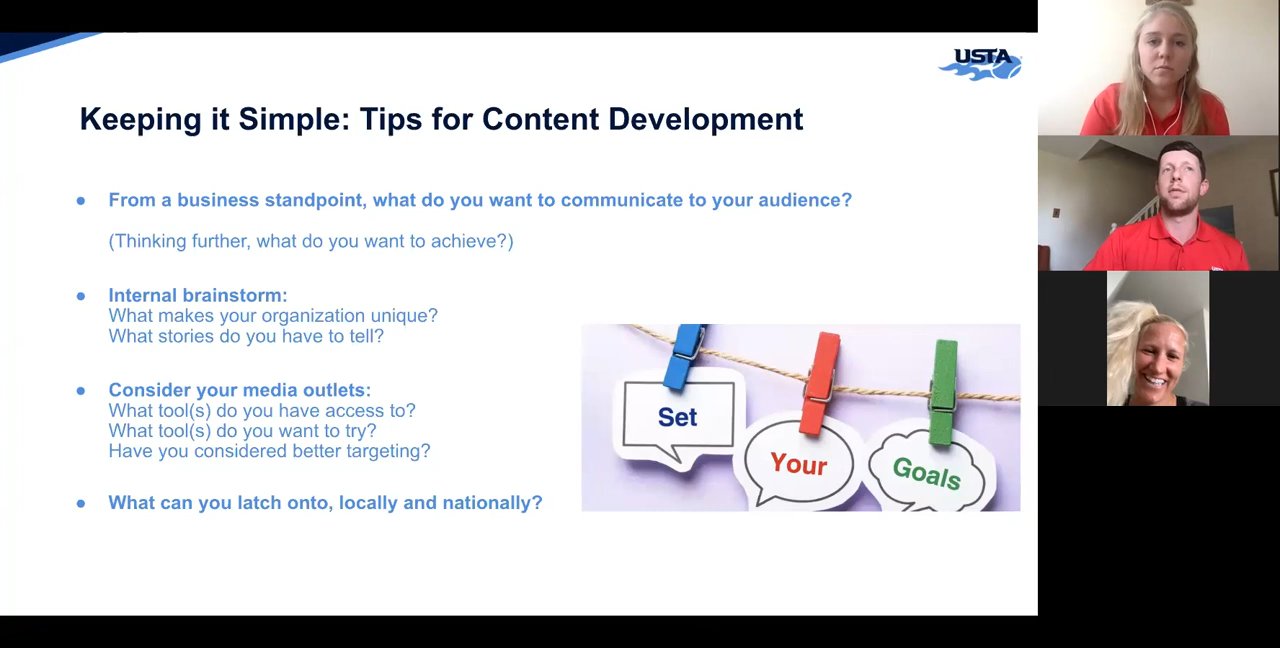 USTA
Keeping it Simple: Tips for Content Development
● From a business standpoint, what do you want to communicate to your audience?
(Thinking further, what do you want to achieve?)
● Internal brainstorm:
What makes your organization unique?
What stories do you have to tell?
● Consider your media outlets:
What tool(s) do you have access to?
What tool(s) do you want to try?
Have you considered better targeting?
● What can you latch onto, locally and nationally?
Set
Your
Goals